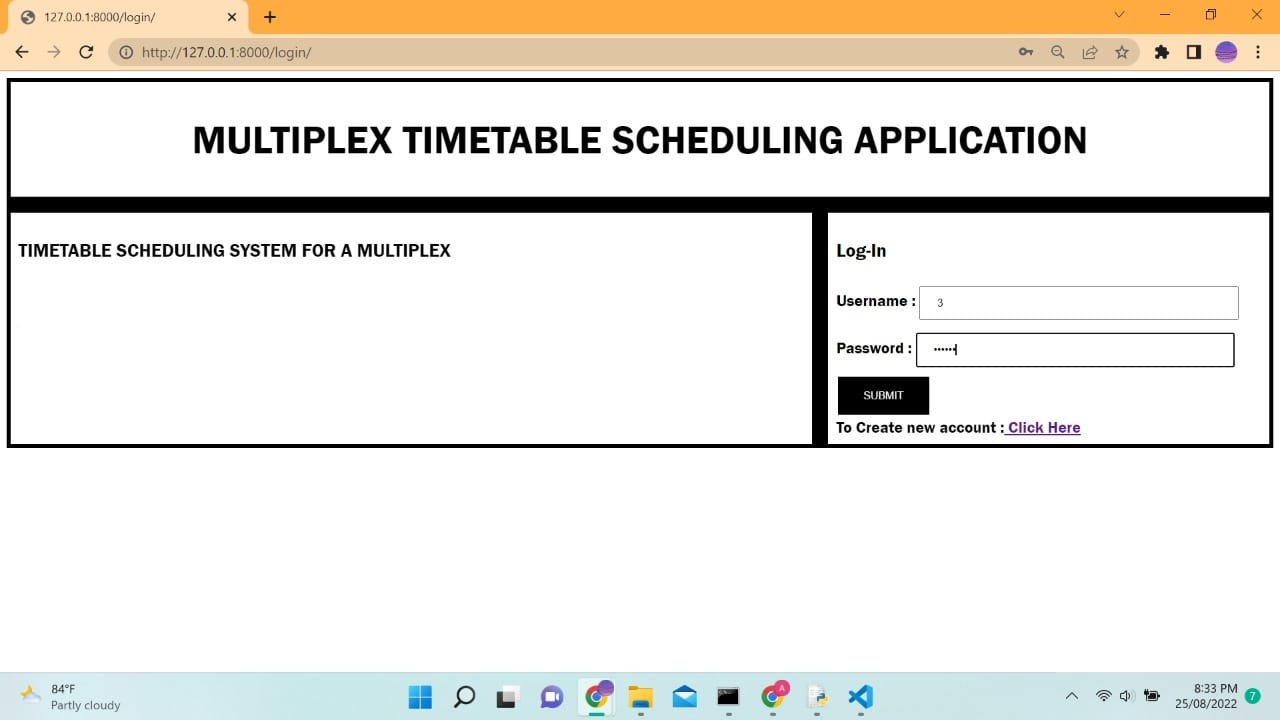 127.0.0.1:8000/login/
http://127.0.0.1:8000/login/
MULTIPLEX TIMETABLE SCHEDULING APPLICATION
TIMETABLE SCHEDULING SYSTEM FOR A MULTIPLEX
Log-In
Username : 3
Password : ••••••
SUBMIT
To Create new account : Click Here
84°F
Partly cloudy
A
8:33 PM
25/08/2022
7